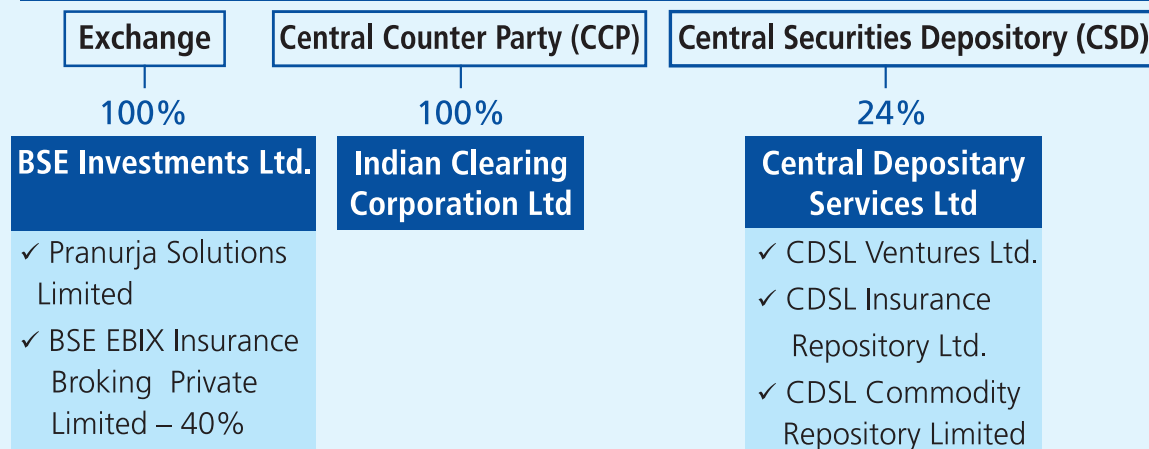 Exchange
Central Counter Party (CCP)
Central Securities Depository (CSD)
100%
100%
24%
BSE Investments Ltd.
Indian Clearing
Corporation Ltd
Central Depositary
Services Ltd
✓ Pranurja Solutions
Limited
✓ BSE EBIX Insurance
Broking Private
Limited – 40%
✓ CDSL Ventures Ltd.
✓ CDSL Insurance
Repository Ltd.
✓ CDSL Commodity
Repository Limited